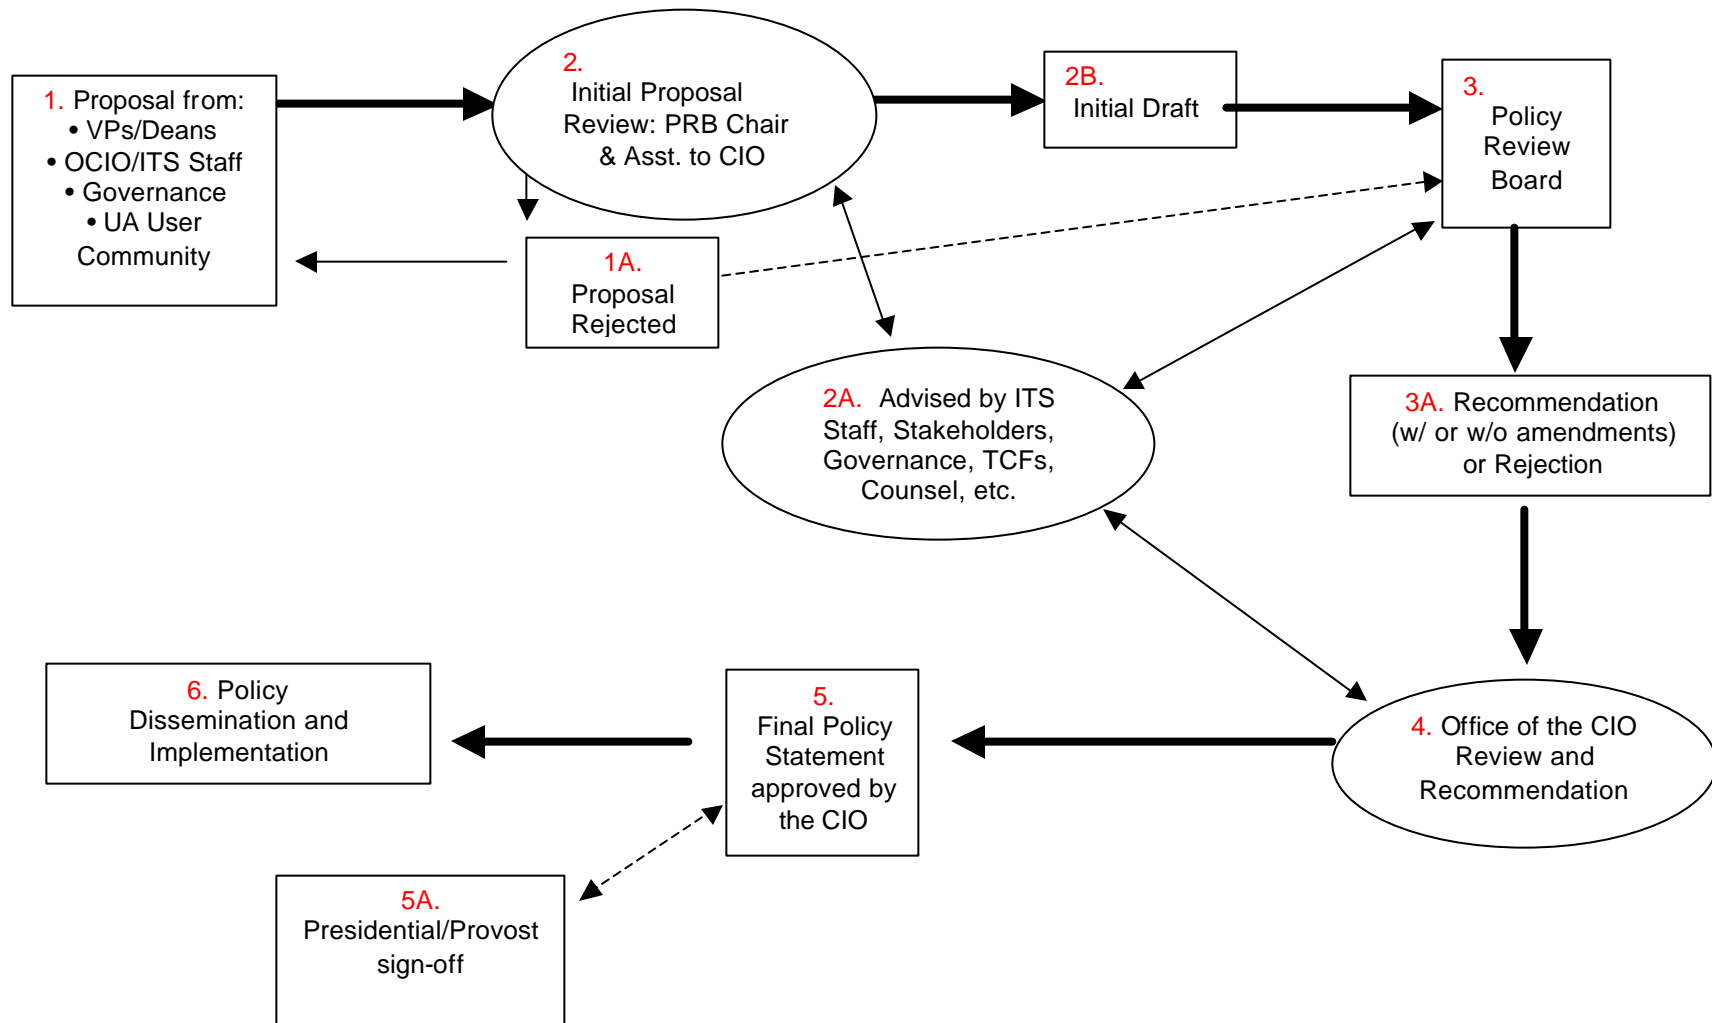 1. Proposal from:
• VPs/Deans
• OCIO/ITS Staff
• Governance
• UA User
Community
2.
Initial Proposal
Review: PRB Chair
& Asst. to CIO
2B.
Initial Draft
3.
Policy
Review
Board
1A.
Proposal
Rejected
2A. Advised by ITS
Staff, Stakeholders,
Governance, TCFs,
Counsel, etc.
3A. Recommendation
(w/ or w/o amendments)
or Rejection
4. Office of the CIO
Review and
Recommendation
5.
Final Policy
Statement
approved by
the CIO
6. Policy
Dissemination and
Implementation
5A.
Presidential/Provost
sign-off